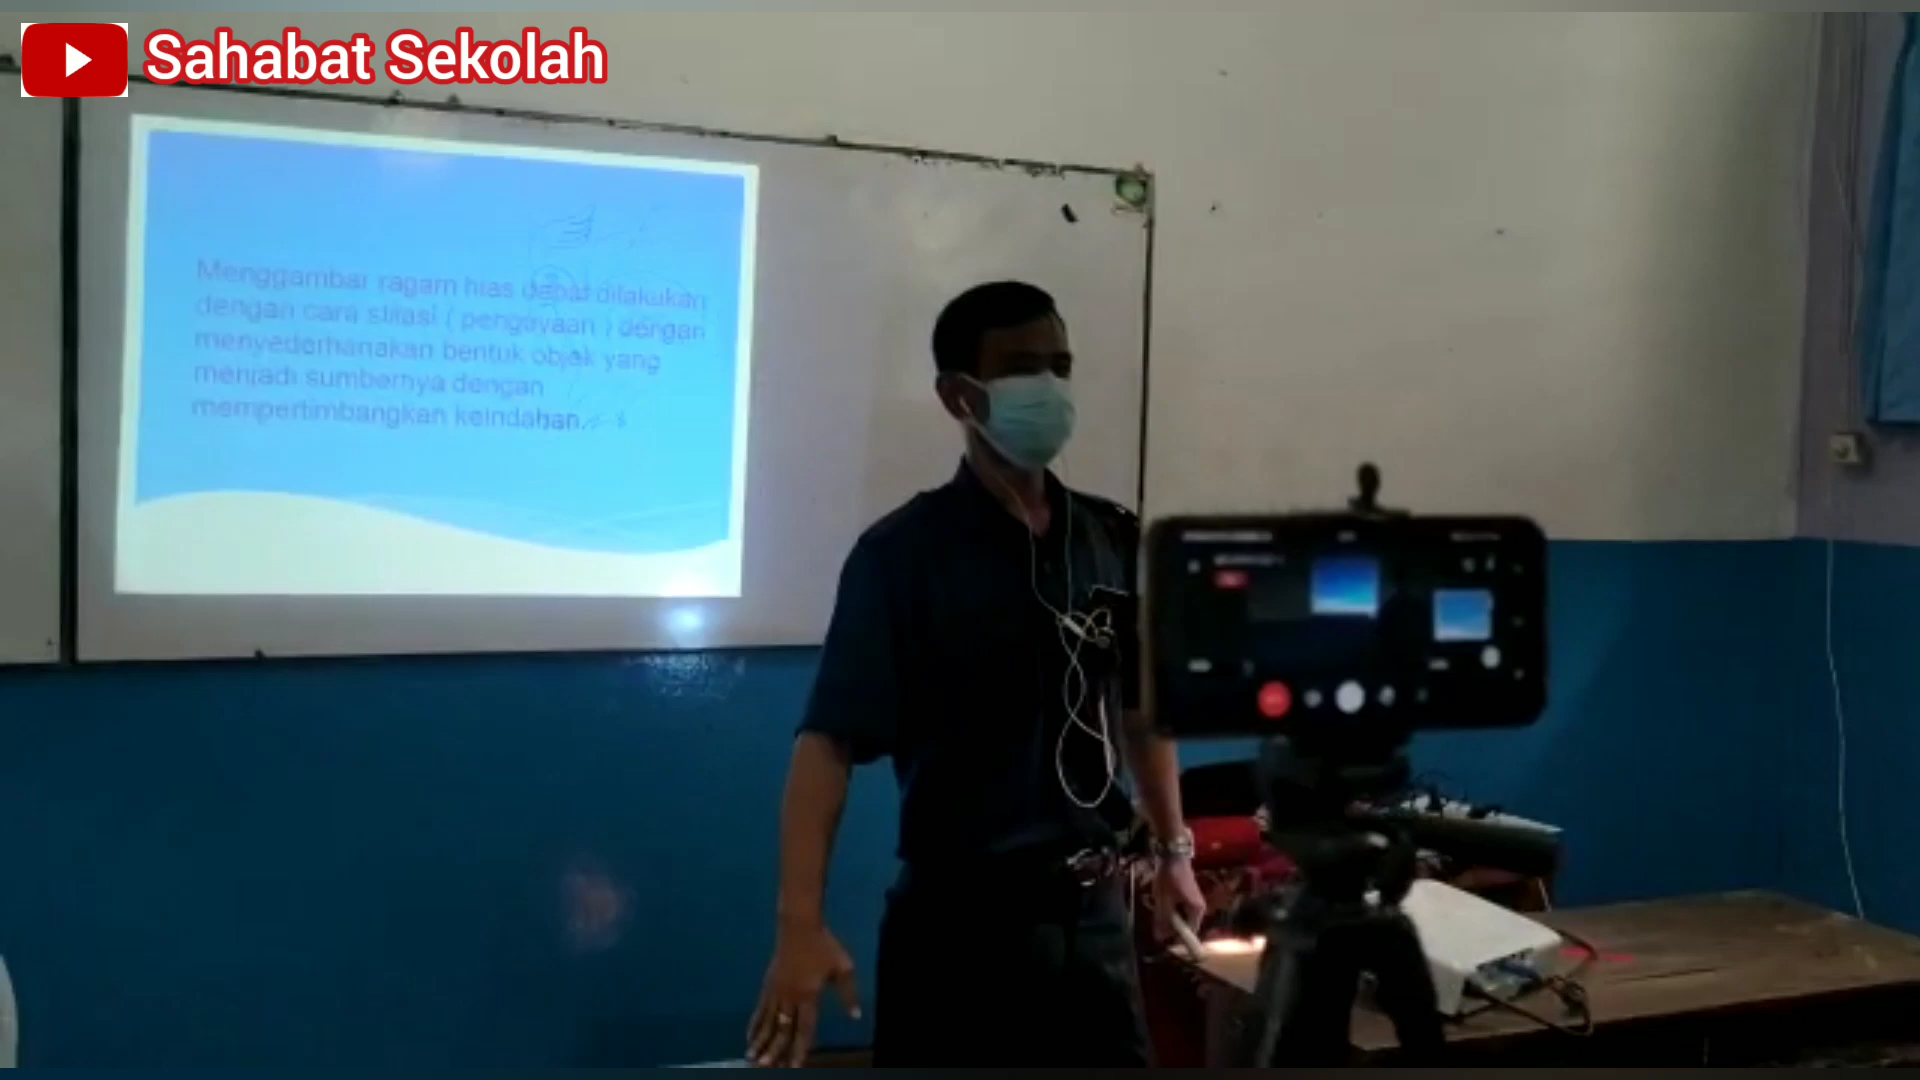 Sahabat Sekolah
Menggambar ragam hias dapat dilakukan
dengan cara stilasi ( pengayaan ) dengan
menyederhanakan bentuk objek yang
menjadi sumbernya dengan
mempertimbangkan keindahan.